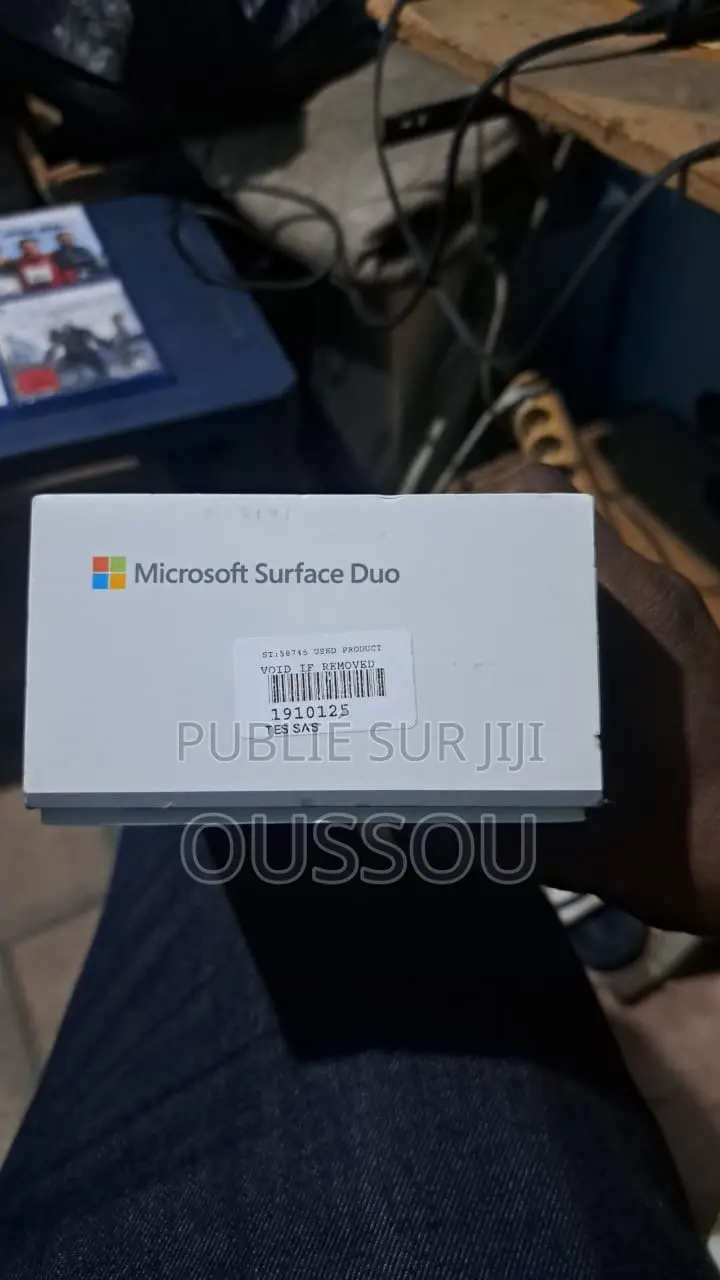 Microsoft Surface Duo
ST:58745 USED PRODUCT
VOID IF REMOVED
1910125
TES SAS
PUBLIE SUR JIJI
OUSSOU